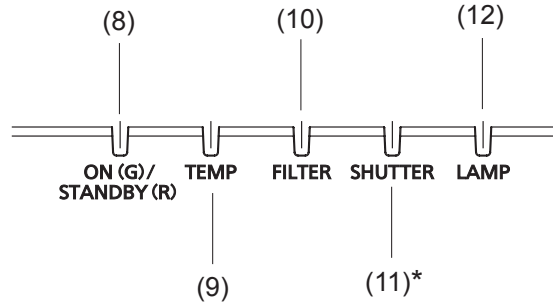 (8) (10) (12)
ON (G)/ TEMP FILTER SHUTTER LAMP
STANDBY (R)
(9) (11)*